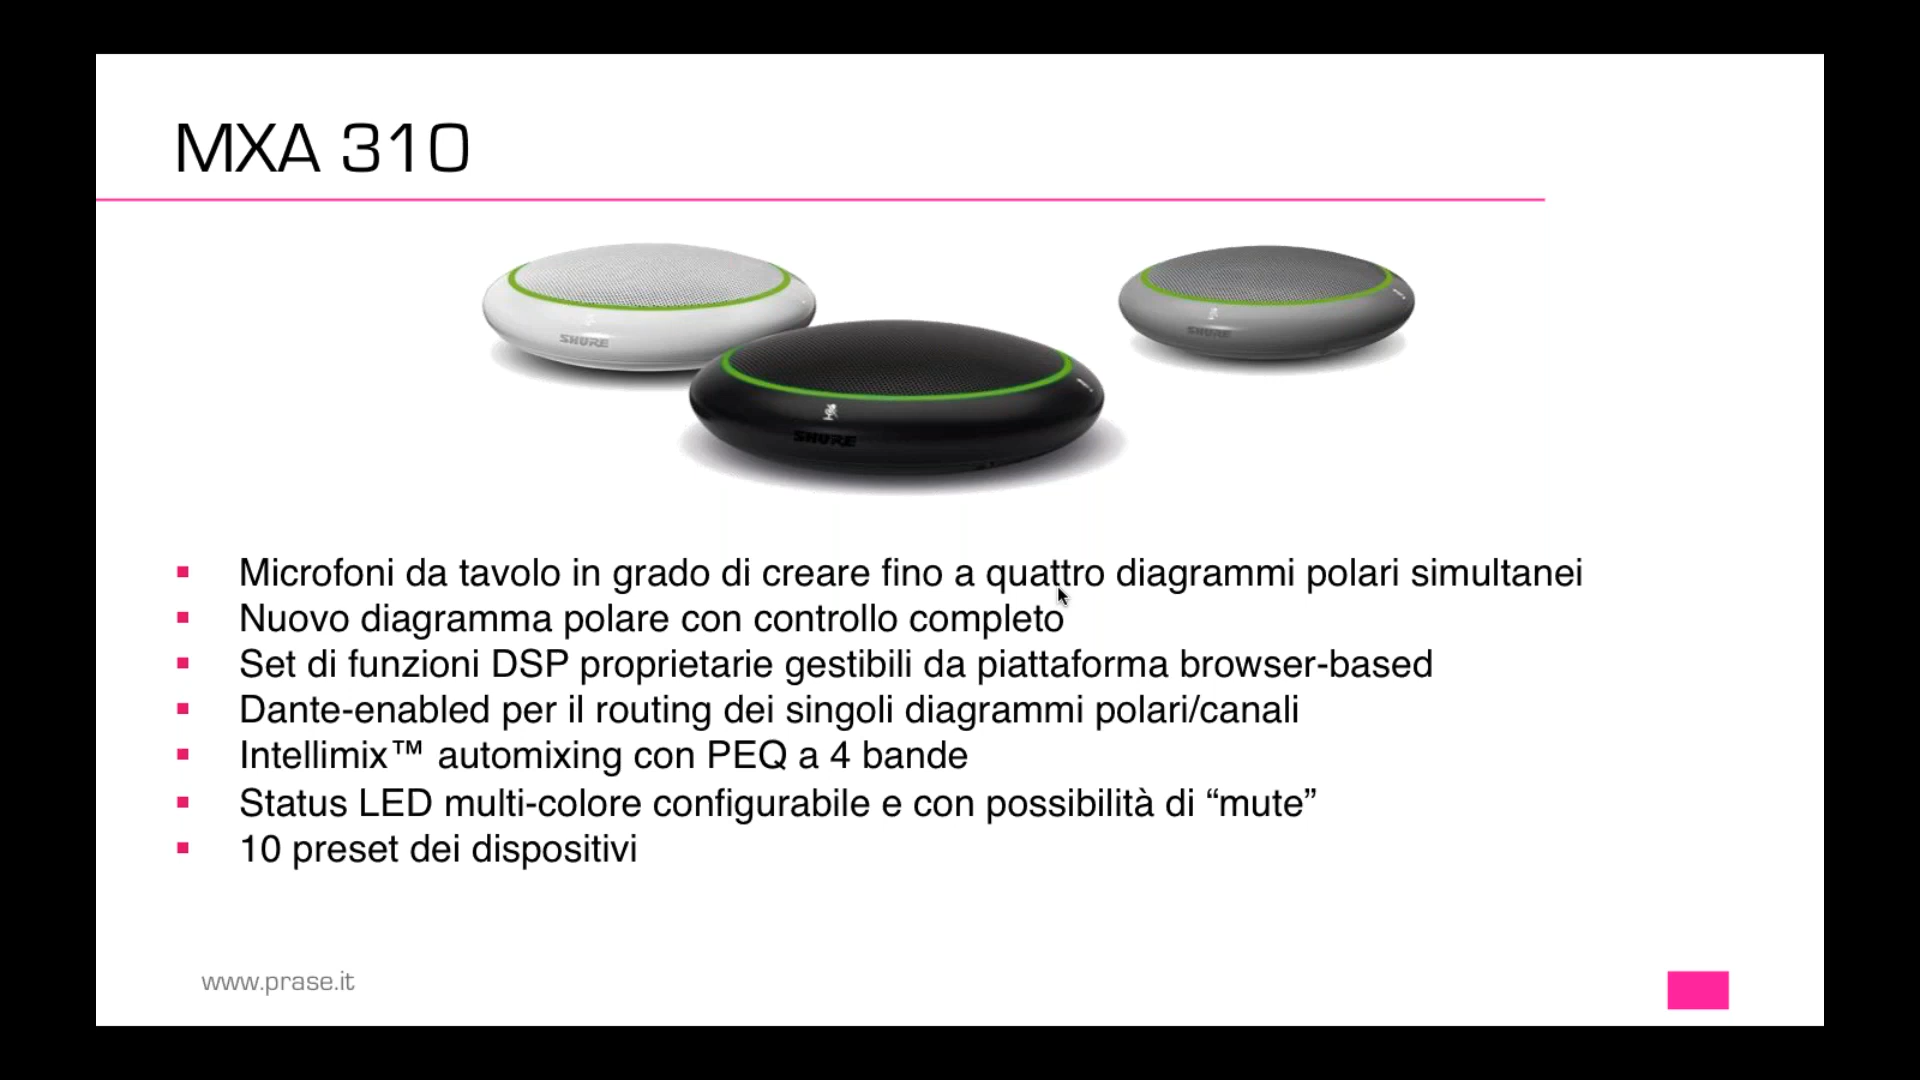 MXA 310
SHURE
SHURE
SHURE
▪ Microfoni da tavolo in grado di creare fino a quattro diagrammi polari simultanei
▪ Nuovo diagramma polare con controllo completo
▪ Set di funzioni DSP proprietarie gestibili da piattaforma browser-based
▪ Dante-enabled per il routing dei singoli diagrammi polari/canali
▪ Intellimix™ automixing con PEQ a 4 bande
▪ Status LED multi-colore configurabile e con possibilità di “mute”
▪ 10 preset dei dispositivi
www.prase.it